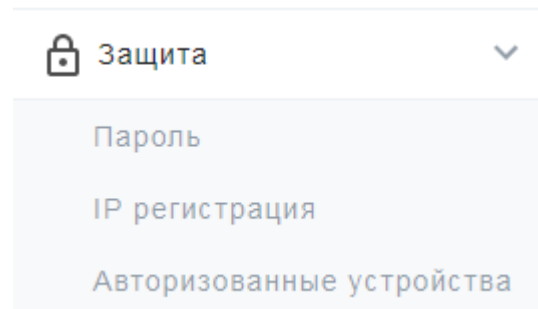 Защита
Пароль
IP регистрация
Авторизованные устройства